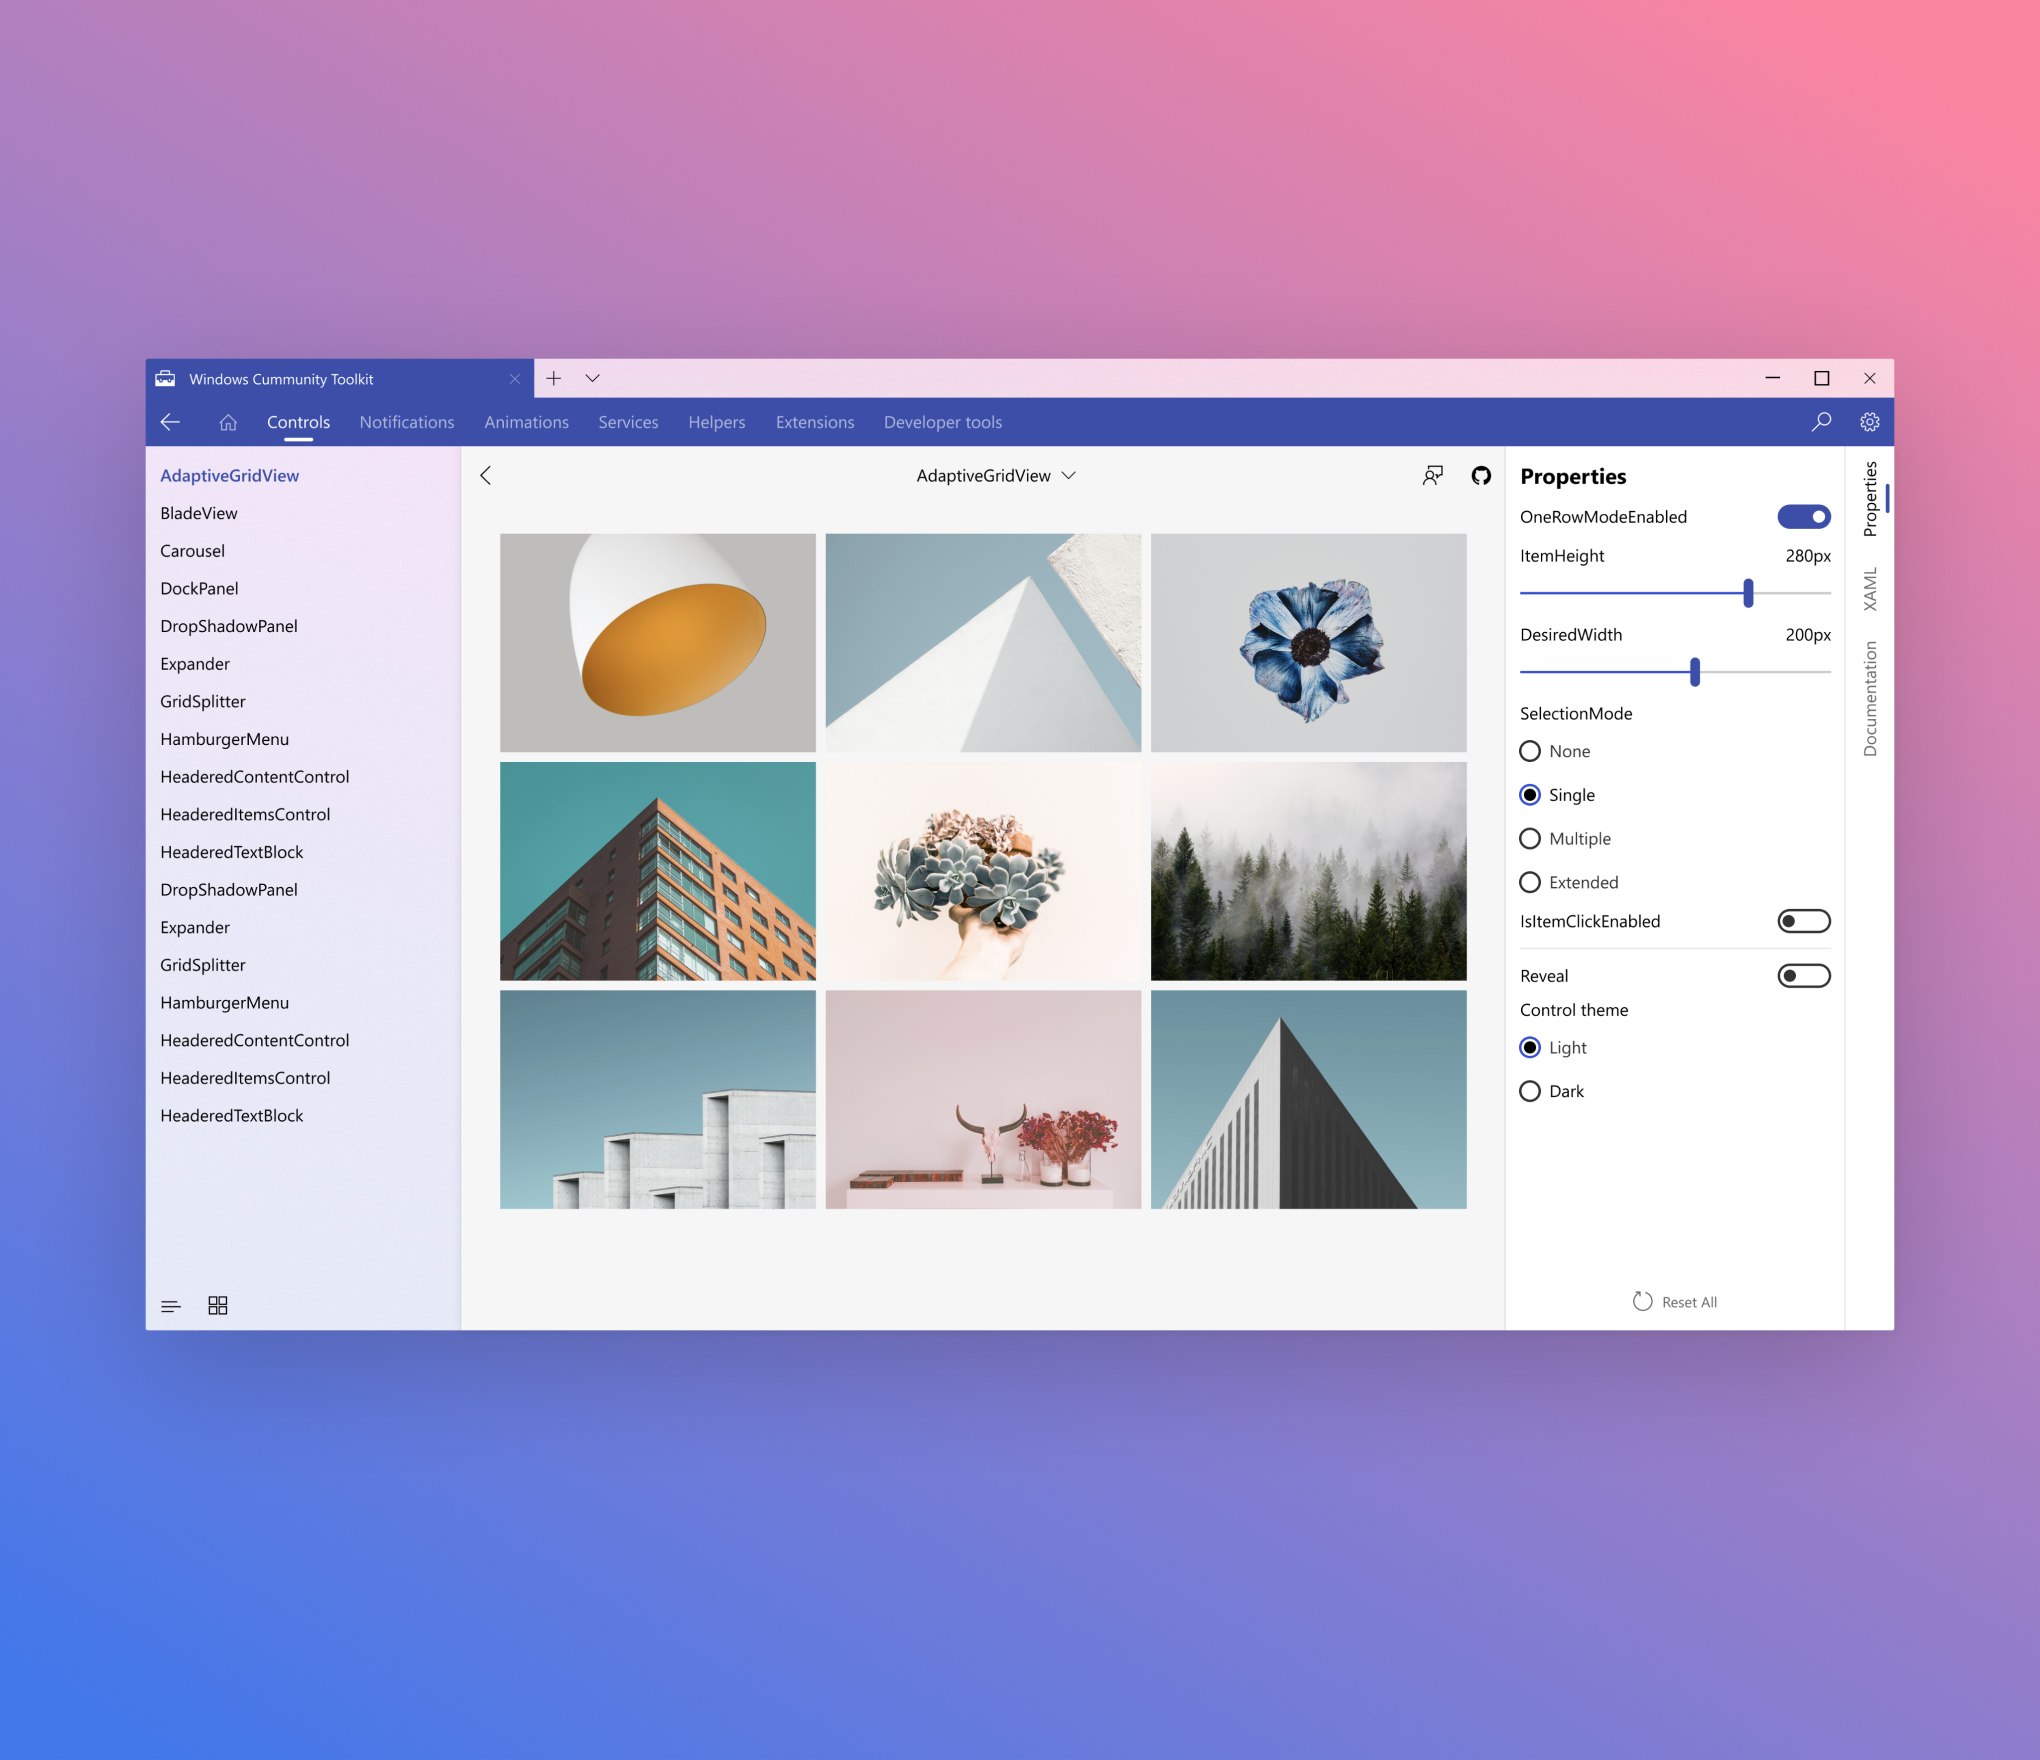 Windows Cummunity Toolkit
Controls Notifications Animations Services Helpers Extensions Developer tools
AdaptiveGridView
BladeView
Carousel
DockPanel
DropShadowPanel
Expander
GridSplitter
HamburgerMenu
HeaderedContentControl
HeaderedItemsControl
HeaderedTextBlock
DropShadowPanel
Expander
GridSplitter
HamburgerMenu
HeaderedContentControl
HeaderedItemsControl
HeaderedTextBlock
AdaptiveGridView
Properties
OneRowModeEnabled
ItemHeight 280px
DesiredWidth 200px
SelectionMode
None
Single
Multiple
Extended
IsItemClickEnabled
Reveal
Control theme
Light
Dark
Reset All
Properties
XAML
Documentation